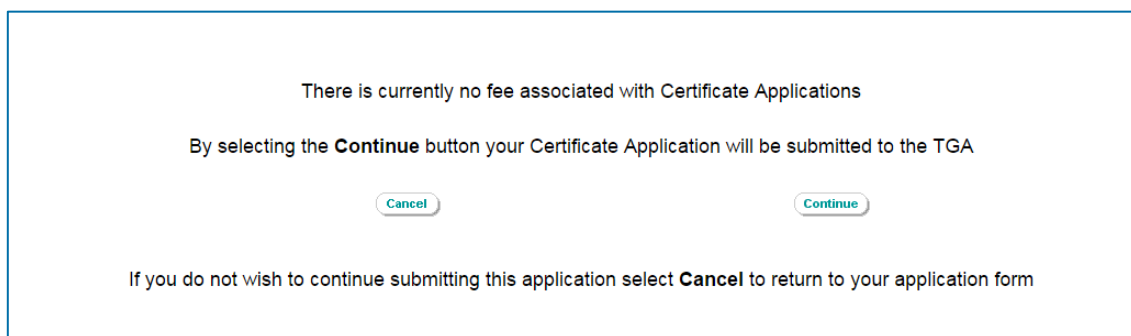 There is currently no fee associated with Certificate Applications
By selecting the Continue button your Certificate Application will be submitted to the TGA
Cancel Continue
If you do not wish to continue submitting this application select Cancel to return to your application form